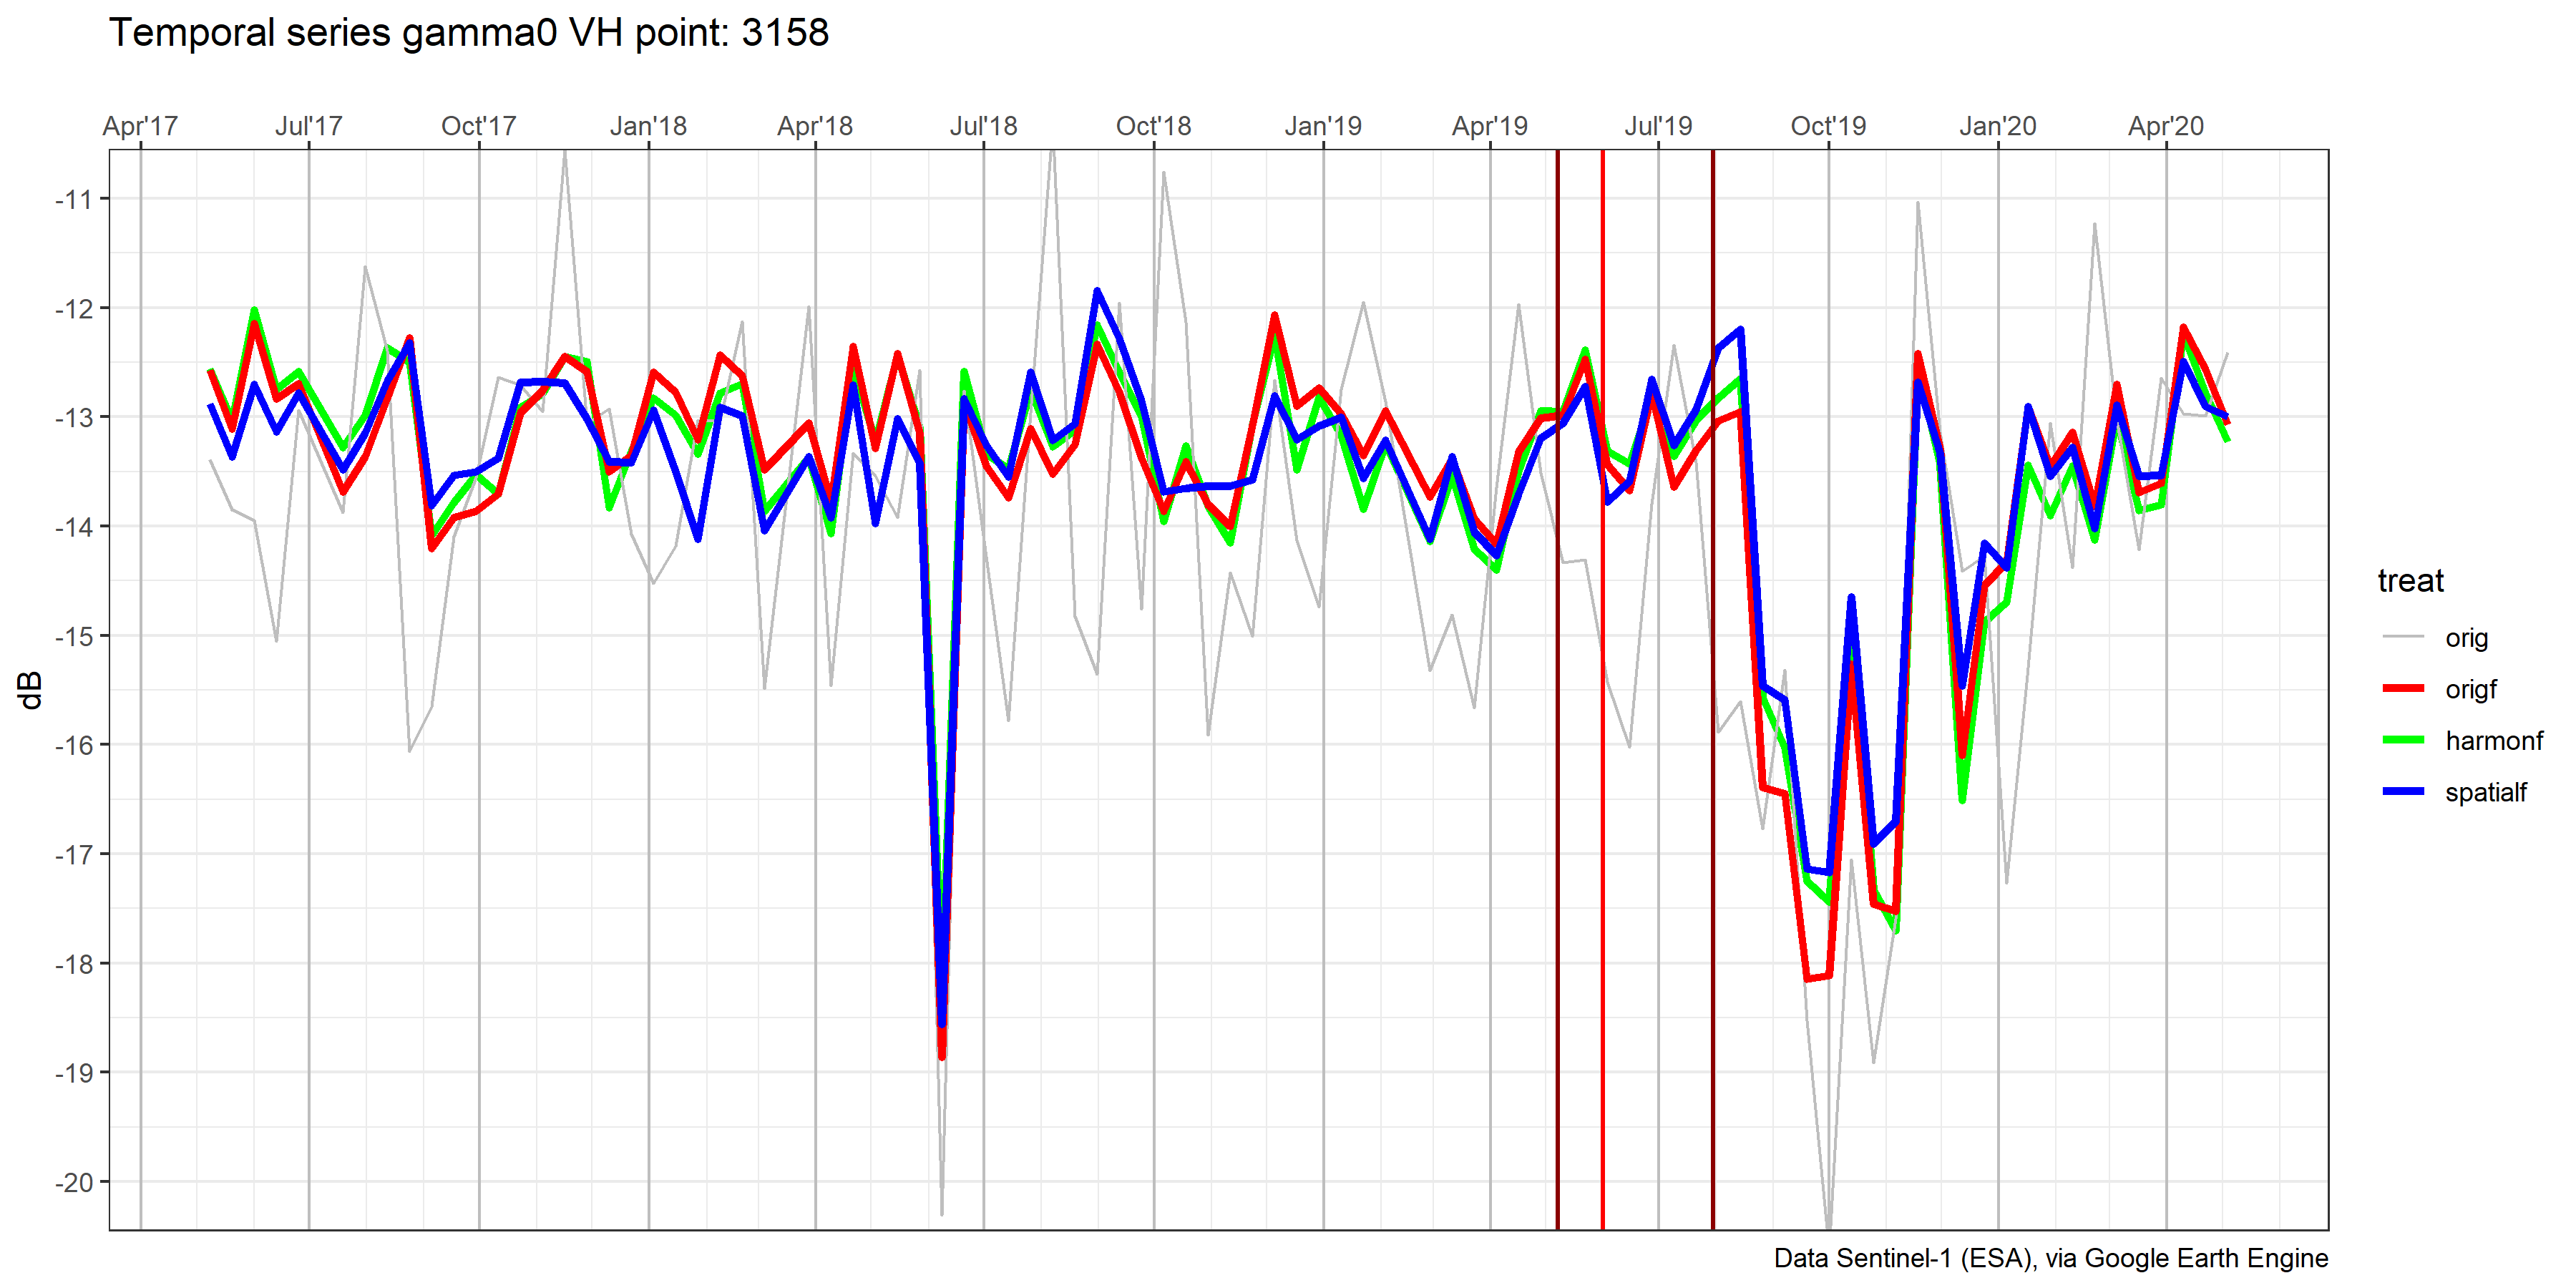 Temporal series gamma0 VH point: 3158
Apr'17 Jul'17 Oct'17 Jan'18 Apr'18 Jul'18 Oct'18 Jan'19 Apr'19 Jul'19 Oct'19 Jan'20 Apr'20
-11
-12
-13
-14
-15
-16
-17
-18
-19
-20
dB
treat
orig
origf
harmonf
spatialf
Data Sentinel-1 (ESA), via Google Earth Engine